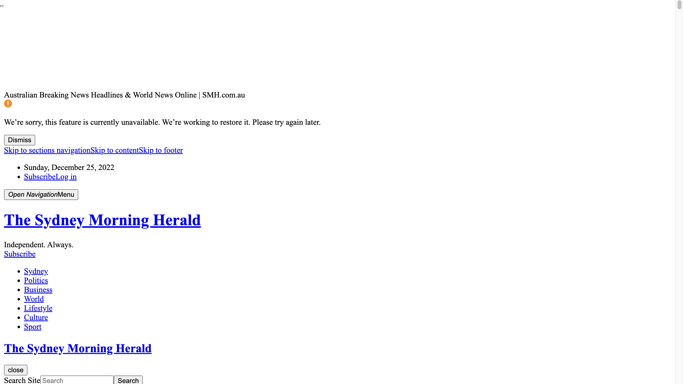 Australian Breaking News Headlines & World News Online | SMH.com.au
We're sorry, this feature is currently unavailable. We're working to restore it. Please try again later.
Dismiss
Skip to sections navigationSkip to contentSkip to footer
Sunday, December 25, 2022
SubscribeLog in
Open NavigationMenu
The Sydney Morning Herald
Independent. Always.
Subscribe
Sydney
Politics
Business
World
Lifestyle
Culture
Sport
The Sydney Morning Herald
close
Search Site Search Search